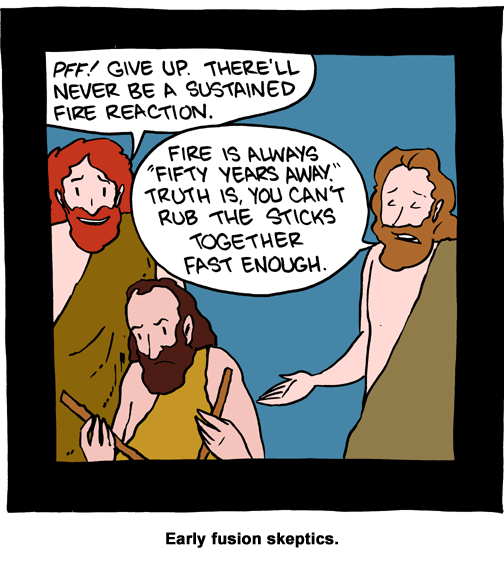 PFF! GIVE UP. THERE'LL
NEVER BE A SUSTAINED
FIRE REACTION.
FIRE IS ALWAYS
"FIFTY YEARS AWAY."
TRUTH IS, YOU CAN'T
RUB THE STICKS
TOGETHER
FAST ENOUGH.
Early fusion skeptics.